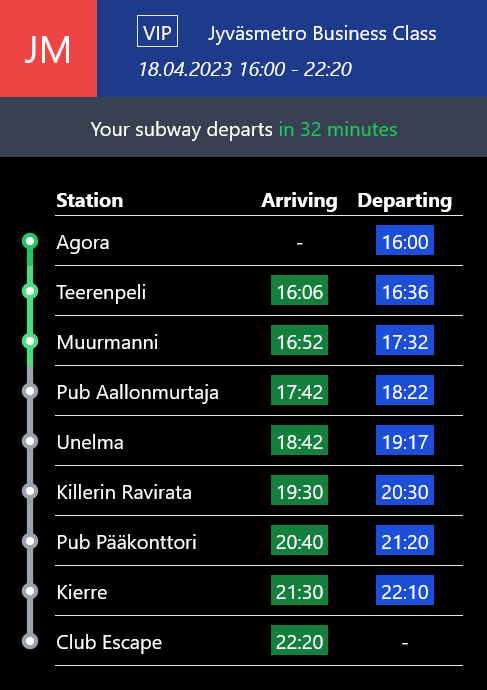 JM
VIP Jyväsmetro Business Class
18.04.2023 16:00 - 22:20
Your subway departs in 32 minutes
Station Arriving Departing
Agora - 16:00
Teerenpeli 16:06 16:36
Muurmanni 16:52 17:32
Pub Aallonmurtaja 17:42 18:22
Unelma 18:42 19:17
Killerin Ravirata 19:30 20:30
Pub Pääkonttori 20:40 21:20
Kierre 21:30 22:10
Club Escape 22:20 -